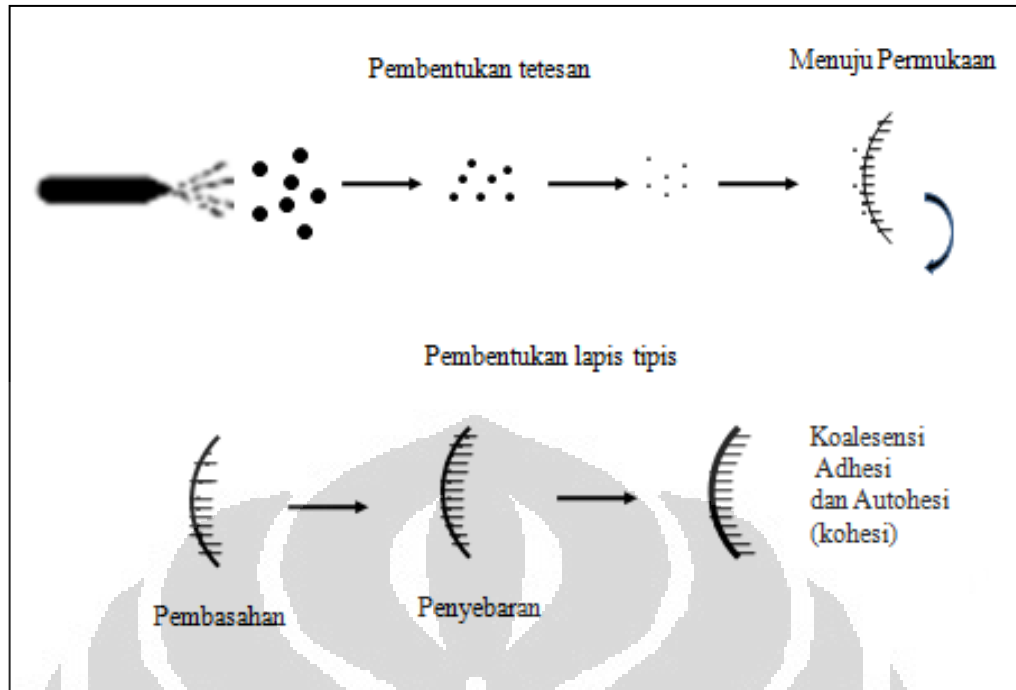 Pembentukan tetesan
Menuju Permukaan
Pembentukan lapis tipis
Pembasahan
Penyebaran
Koalesensi
Adhesi
dan Autohesi
(kohesi)